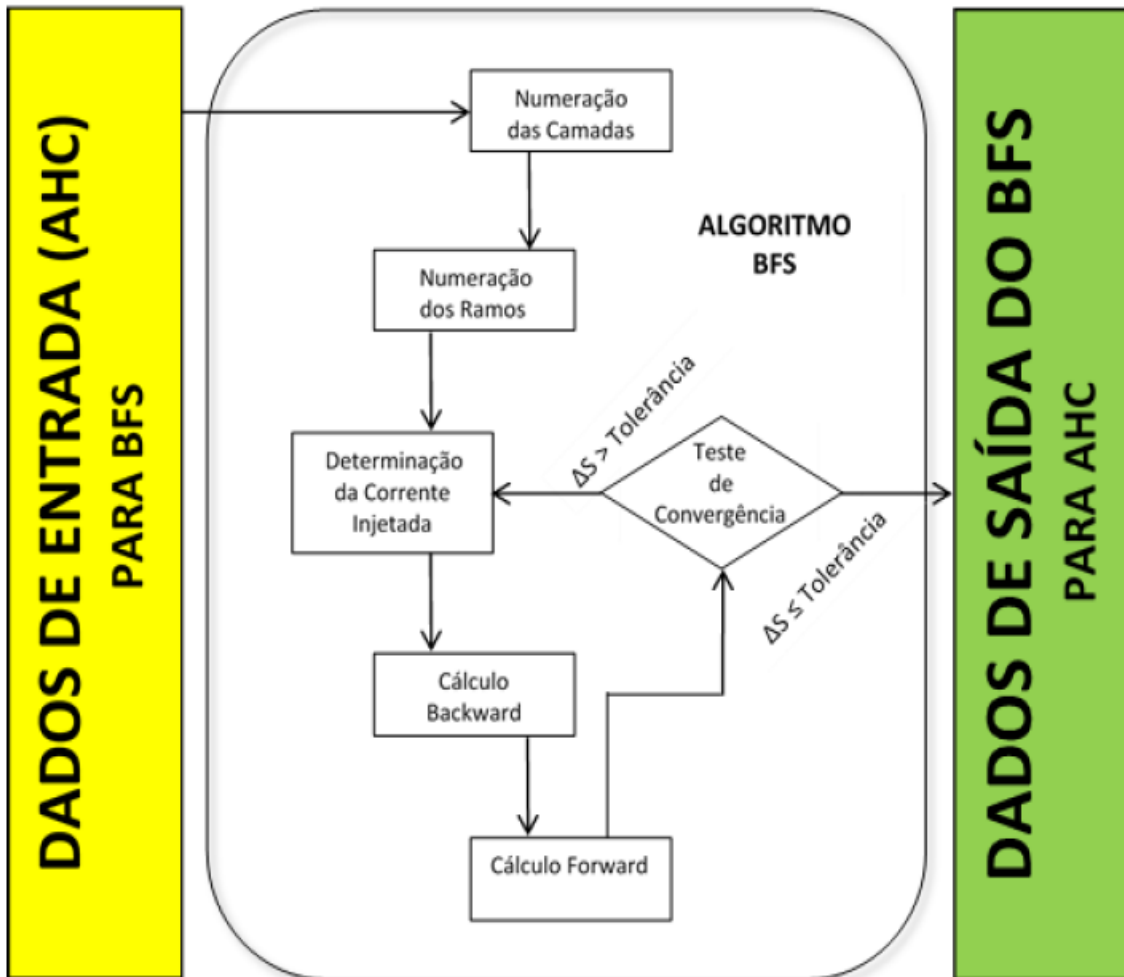 DADOS DE ENTRADA (AHC)
PARA BFS
Numeração
das Camadas
ALGORITMO
BFS
Numeração
dos Ramos
Determinação
da Corrente
Injetada
ΔS > Tolerância
Teste
de
Convergência
ΔS ≤ Tolerância
Cálculo
Backward
Cálculo Forward
DADOS DE SAÍDA DO BFS
PARA AHC